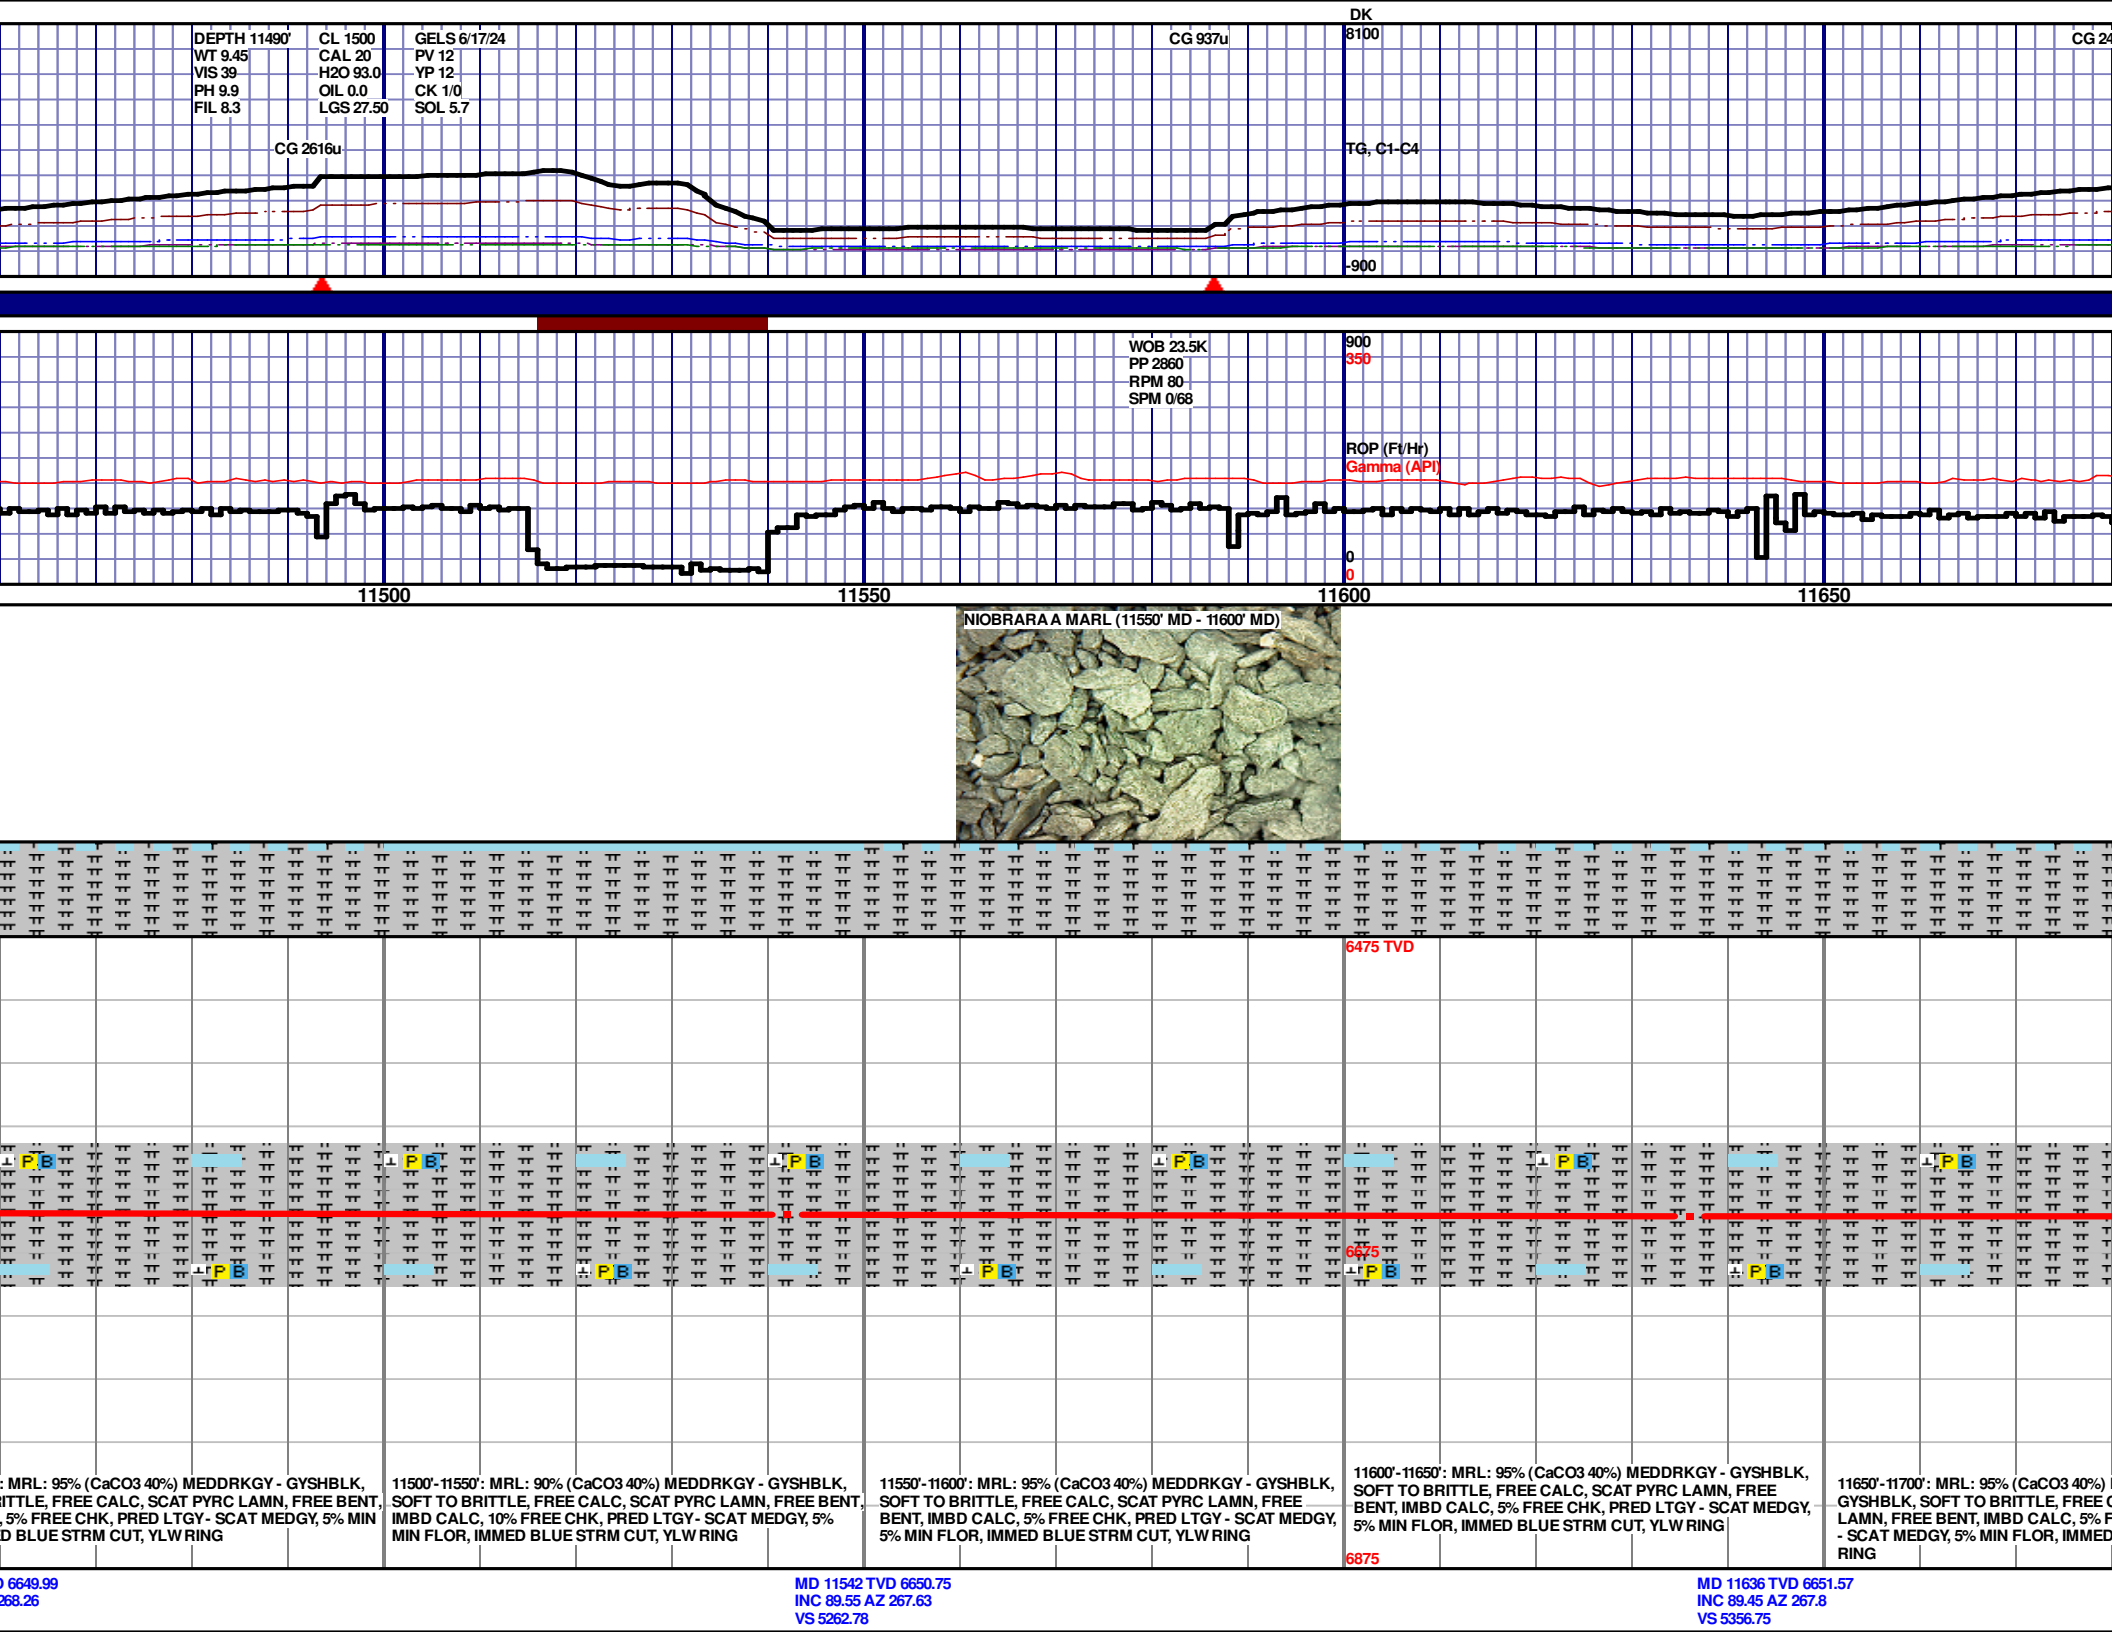 DK
8100
DEPTH 11490' CL 1500 GELS 6/17/24
WT 9.45 CAL 20 PV 12
VIS 39 H2O 93.0 YP 12
PH 9.9 OIL 0.0 CK 1/0
FIL 8.3 LGS 27.50 SOL 5.7
CG 937u
CG 24
CG 2616u
TG, C1-C4
-900
WOB 23.5K
PP 2860
RPM 80
SPM 0/68
900
350
ROP (Ft/Hr)
Gamma (API)
0
0
11500 11550 11600 11650
NIOBRARA A MARL (11550' MD - 11600' MD)
6475 TVD
P B P B P B P B P B P B
6675
P B P B P B P B P B
: MRL: 95% (CaCO3 40%) MEDDRKGY - GYSHBLK,
ITTLE, FREE CALC, SCAT PYRC LAMN, FREE BENT,
, 5% FREE CHK, PRED LTGY - SCAT MEDGY, 5% MIN
D BLUE STRM CUT, YLW RING
11500'-11550': MRL: 90% (CaCO3 40%) MEDDRKGY - GYSHBLK,
SOFT TO BRITTLE, FREE CALC, SCAT PYRC LAMN, FREE BENT,
IMBD CALC, 10% FREE CHK, PRED LTGY - SCAT MEDGY, 5%
MIN FLOR, IMMED BLUE STRM CUT, YLW RING
11550'-11600': MRL: 95% (CaCO3 40%) MEDDRKGY - GYSHBLK,
SOFT TO BRITTLE, FREE CALC, SCAT PYRC LAMN, FREE
BENT, IMBD CALC, 5% FREE CHK, PRED LTGY - SCAT MEDGY,
5% MIN FLOR, IMMED BLUE STRM CUT, YLW RING
11600'-11650': MRL: 95% (CaCO3 40%) MEDDRKGY - GYSHBLK,
SOFT TO BRITTLE, FREE CALC, SCAT PYRC LAMN, FREE
BENT, IMBD CALC, 5% FREE CHK, PRED LTGY - SCAT MEDGY,
5% MIN FLOR, IMMED BLUE STRM CUT, YLW RING
11650'-11700': MRL: 95% (CaCO3 40%)
GYSHBLK, SOFT TO BRITTLE, FREE
LAMN, FREE BENT, IMBD CALC, 5%
- SCAT MEDGY, 5% MIN FLOR, IMMED
RING
6875
6649.99
268.26
MD 11542 TVD 6650.75
INC 89.55 AZ 267.63
VS 5262.78
MD 11636 TVD 6651.57
INC 89.45 AZ 267.8
VS 5356.75